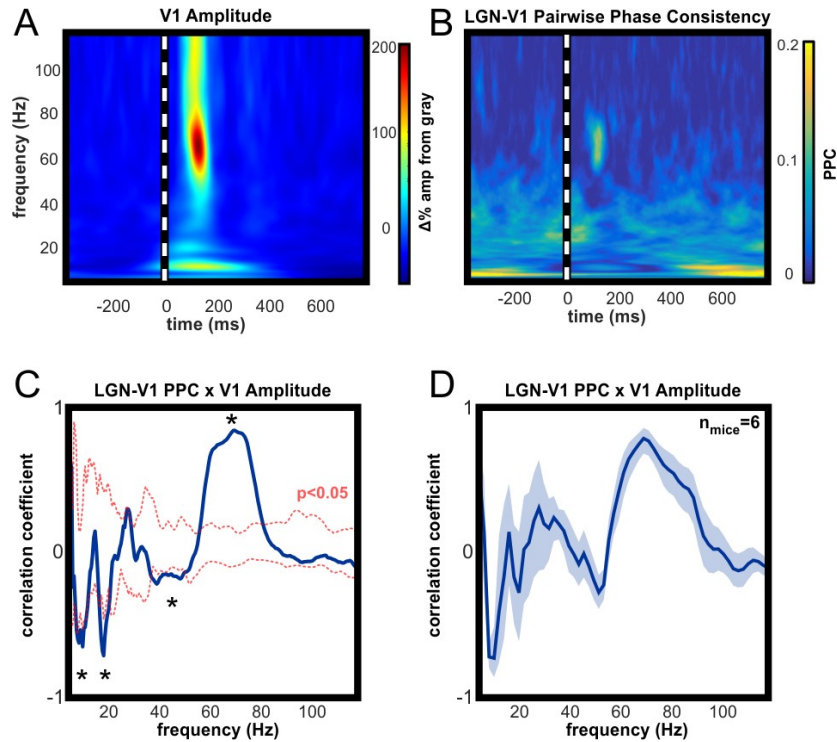 A
V1 Amplitude
frequency (Hz)
100
80
60
40
20
-200 0 200 400 600
time (ms)
200
100
0
Δ% amp from gray
B
LGN-V1 Pairwise Phase Consistency
-200 0 200 400 600
time (ms)
0.2
0.1
0
PPC
C
LGN-V1 PPC x V1 Amplitude
correlation coefficient
1
0
-1
*
p<0.05
*
* *
20 40 60 80 100
frequency (Hz)
D
LGN-V1 PPC x V1 Amplitude
n_mice=6
correlation coefficient
1
0
-1
20 40 60 80 100
frequency (Hz)